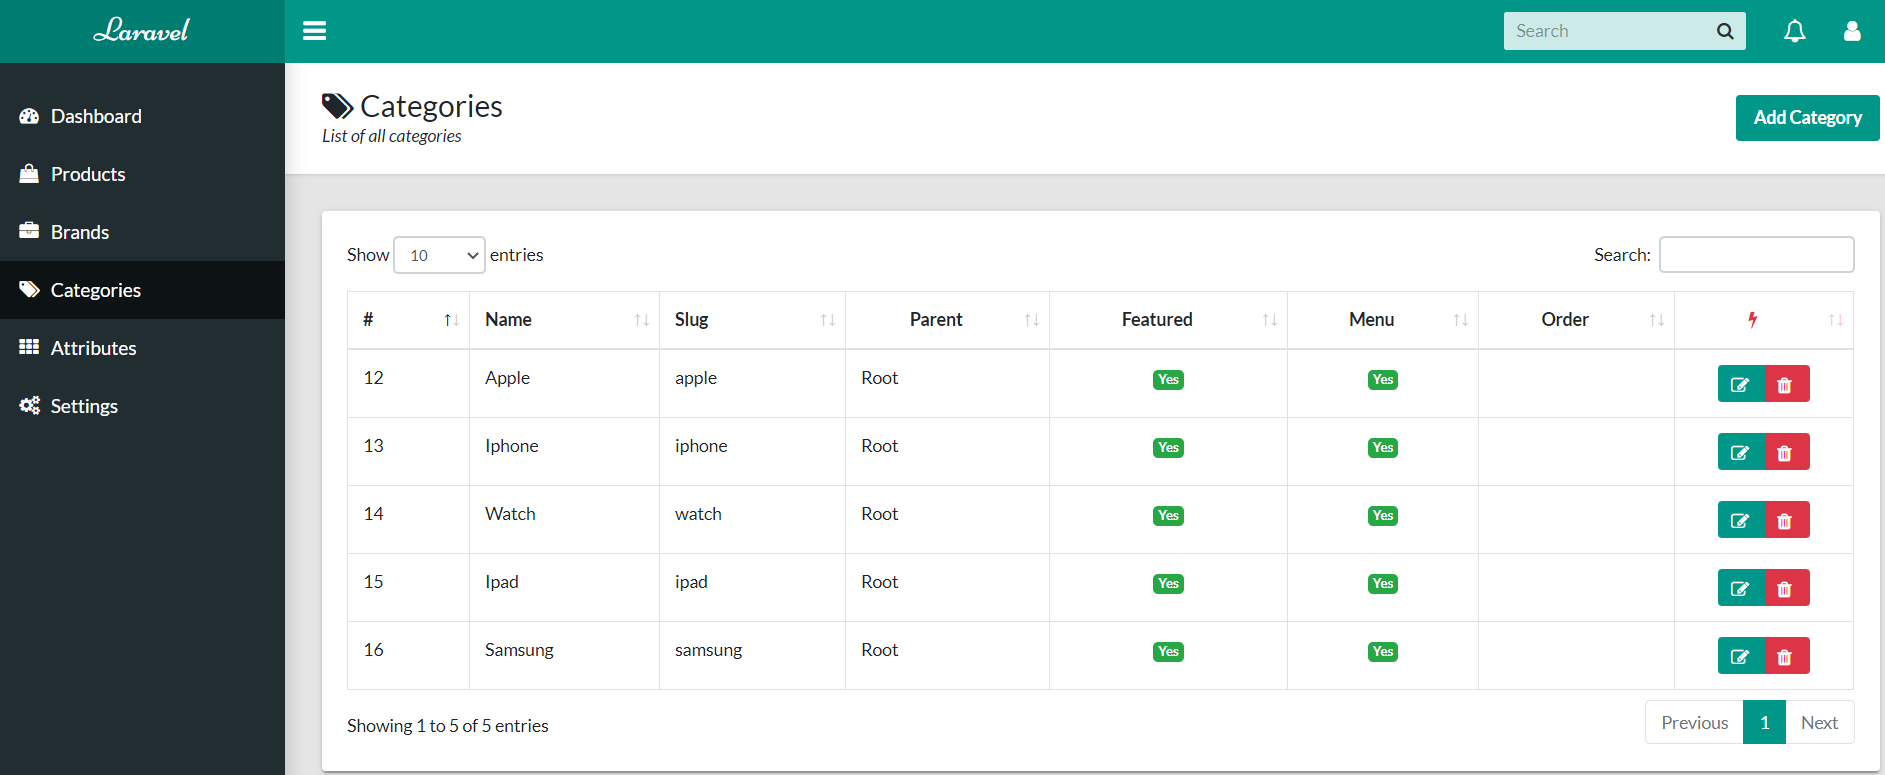 Laravel
Search
Dashboard
Products
Brands
Categories
Attributes
Settings
Categories
List of all categories
Add Category
Show 10 entries
Search:
# Name Slug Parent Featured Menu Order
12 Apple apple Root Yes Yes
13 Iphone iphone Root Yes Yes
14 Watch watch Root Yes Yes
15 Ipad ipad Root Yes Yes
16 Samsung samsung Root Yes Yes
Showing 1 to 5 of 5 entries
Previous 1 Next